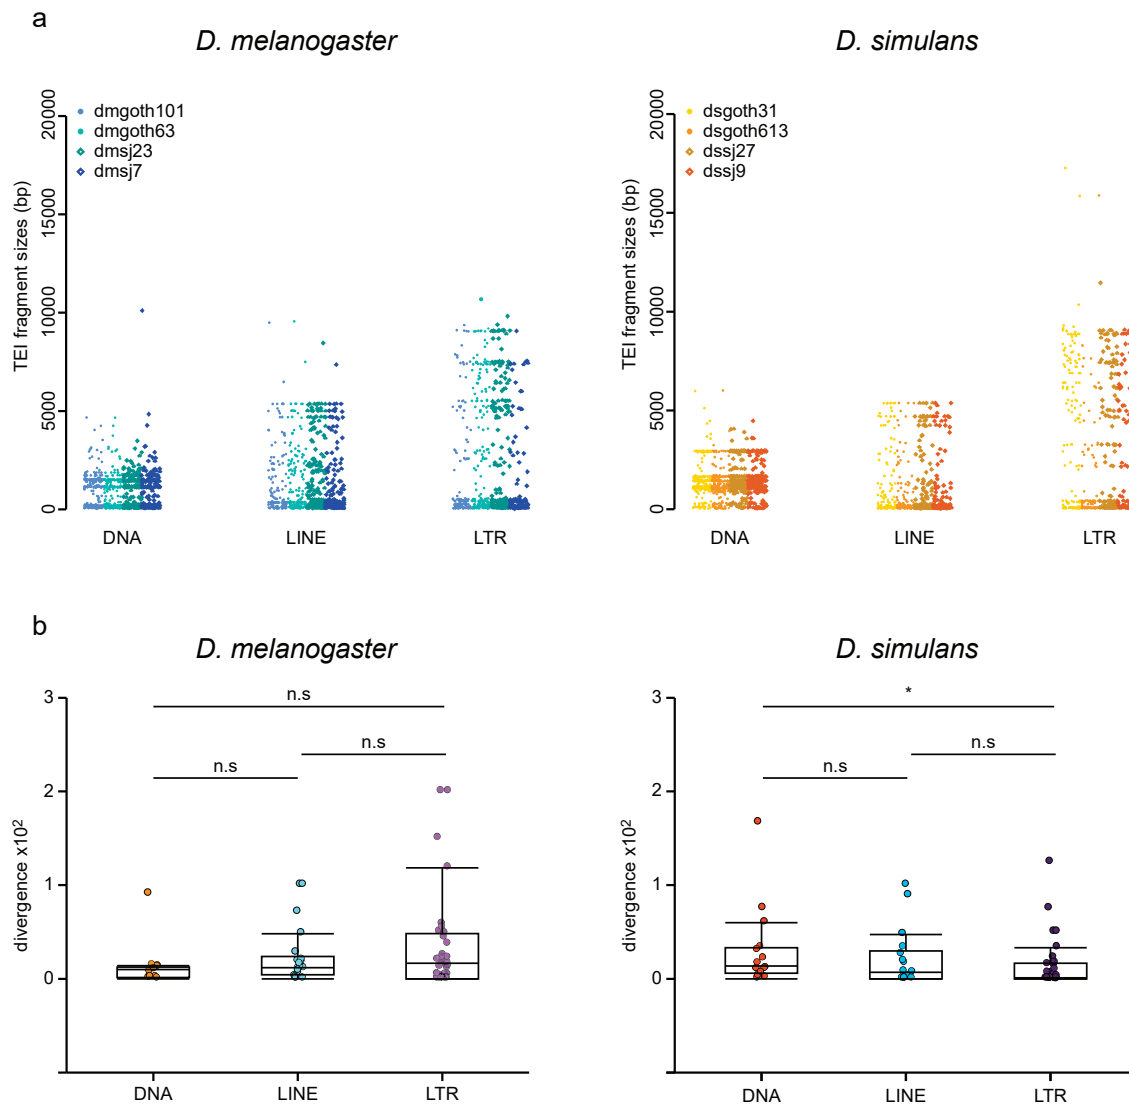 a
D. melanogaster
D. simulans
TEI fragment sizes (bp)
20000
15000
10000
5000
0
dmgoth101
dmgoth63
dmsj23
dmsj7
DNA
LINE
LTR
TEI fragment sizes (bp)
20000
15000
10000
5000
0
dsgoth31
dsgoth613
dssj27
dssj9
DNA
LINE
LTR
b
D. melanogaster
D. simulans
divergence x10²
3
2
1
0
n.s
n.s
n.s
DNA
LINE
LTR
divergence x10²
3
2
1
0
*
n.s
n.s
DNA
LINE
LTR